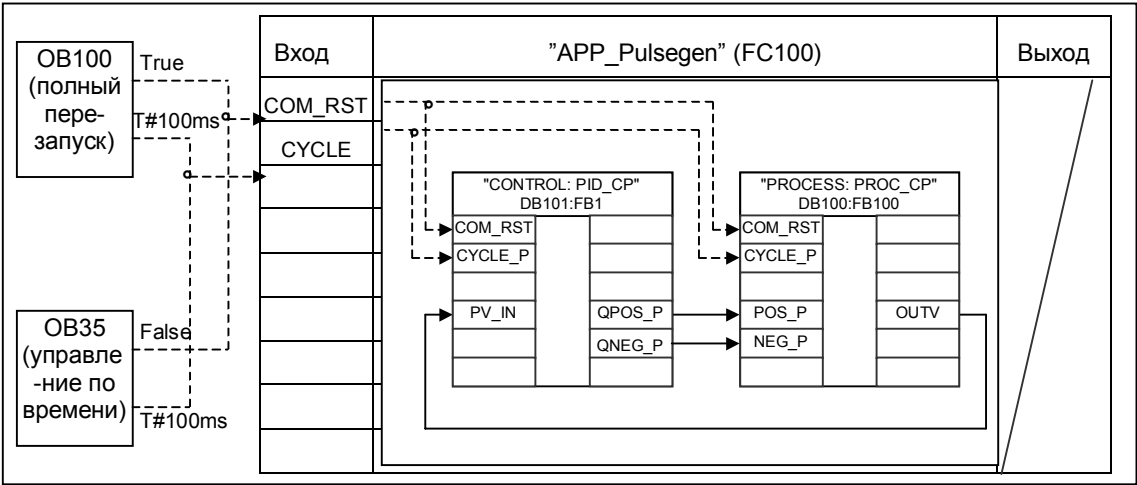 OB100
(полный
пере-
запуск)
True
T#100ms
OB35
(управле
-ние по
времени)
False
T#100ms
Вход
"APP_Pulsegen" (FC100)
Выход
COM_RST
CYCLE
"CONTROL: PID_CP"
DB101:FB1
COM_RST
CYCLE_P
PV_IN
QPOS_P
QNEG_P
"PROCESS: PROC_CP"
DB100:FB100
COM_RST
CYCLE_P
POS_P
OUTV
NEG_P